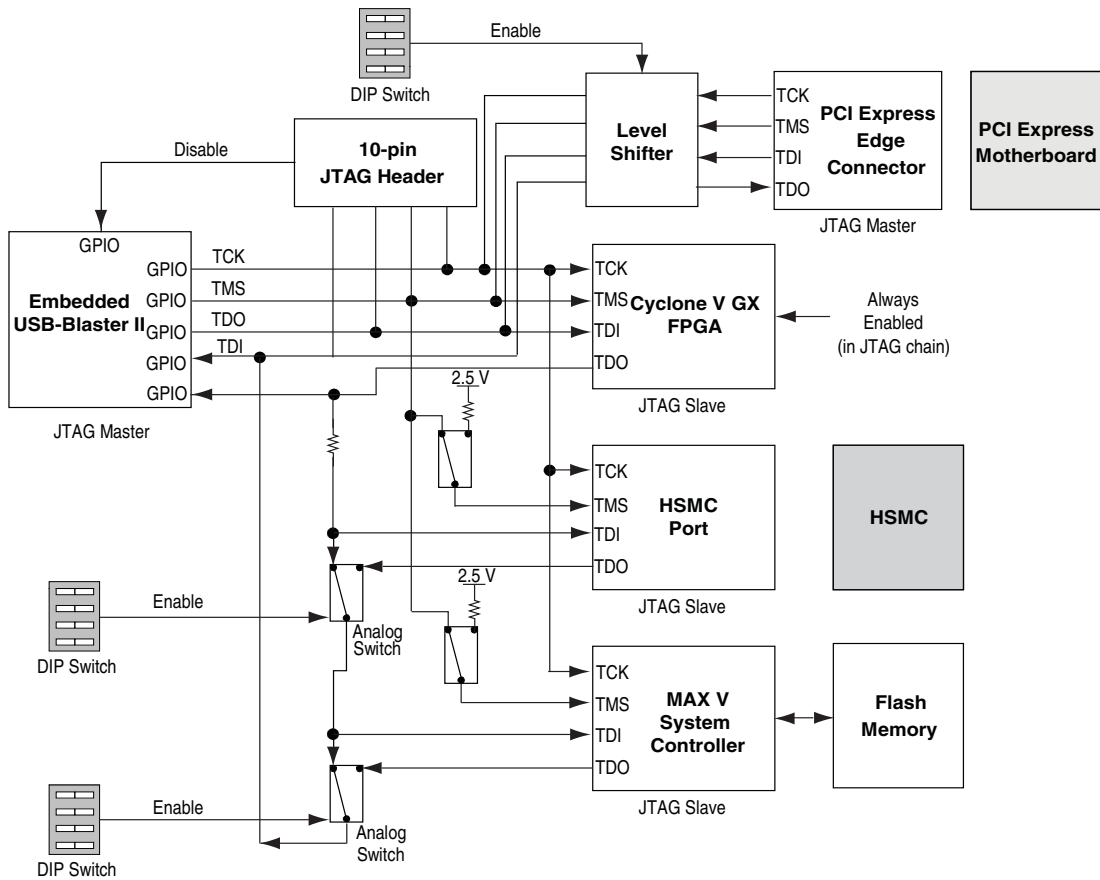 Enable
DIP Switch
TCK
TMS
TDI
TDO
PCI Express
Edge
Connector
JTAG Master
PCI Express
Motherboard
Level
Shifter
10-pin
JTAG Header
Disable
GPIO
Embedded
USB-Blaster II
GPIO
GPIO
GPIO
GPIO
GPIO
JTAG Master
TCK
TMS
TDO
TDI
TCK
TMS
TDI
TDO
Cyclone V GX
FPGA
JTAG Slave
Always
Enabled
(in JTAG chain)
2.5 V
TCK
TMS
TDI
TDO
HSMC
Port
JTAG Slave
HSMC
Enable
DIP Switch
Analog
Switch
2.5 V
TCK
TMS
TDI
TDO
MAX V
System
Controller
JTAG Slave
Flash
Memory
Enable
DIP Switch
Analog
Switch